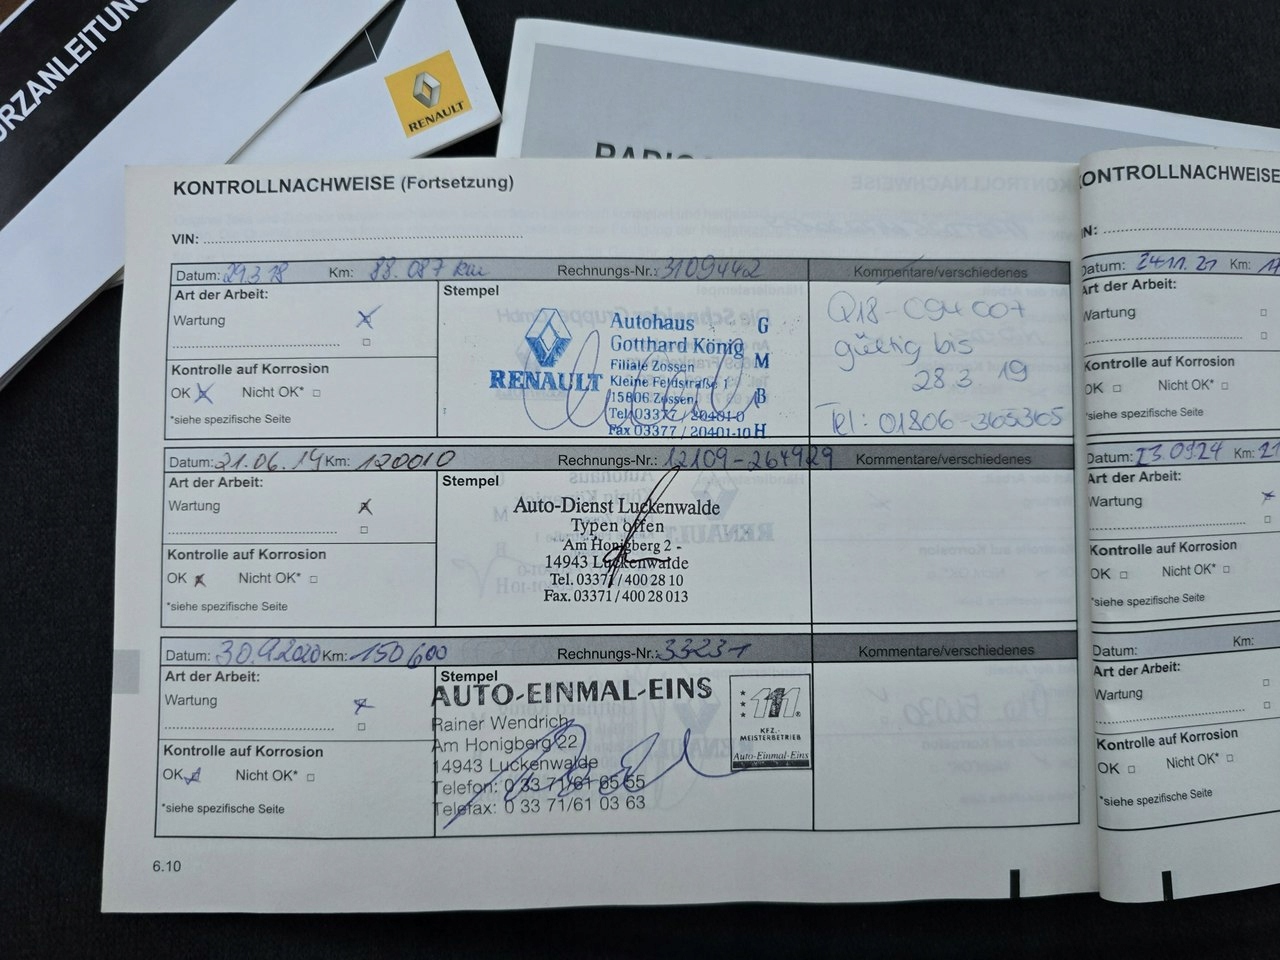 RENAULT
KONTROLLNACHWEISE (Fortsetzung)
VIN:
Datum: 29.3.18 Km: 88.087 km Rechnungs-Nr.: 3109442 Kommentare/verschiedenes
Art der Arbeit:
Wartung
Kontrolle auf Korrosion
OK Nicht OK*
*siehe spezifische Seite
Stempel
RENAULT
Autohaus G
Gotthard König
Filiale Zossen M
Kleine Feldstraße 1
15806 Zossen B
Tel. 03377 / 20401-0
Fax 03377 / 20401-10 H
Q18-094007
gültig bis
28.3 19
Tel: 01806-365365
Datum: 21.06.19 Km: 120010 Rechnungs-Nr.: 12109-264929 Kommentare/verschiedenes
Art der Arbeit:
Wartung
Kontrolle auf Korrosion
OK Nicht OK*
*siehe spezifische Seite
Stempel
Auto-Dienst Luckenwalde
Typen offen
Am Honigberg 2 -
14943 Luckenwalde
Tel. 03371/400 28 10
Fax. 03371/400 28 013
Datum: 30.9.2020 Km: 150600 Rechnungs-Nr.: 33231 Kommentare/verschiedenes
Art der Arbeit:
Wartung
Kontrolle auf Korrosion
OK Nicht OK*
*siehe spezifische Seite
Stempel
AUTO-EINMAL-EINS
Rainer Wendrich
Am Honigberg 22
14943 Luckenwalde
Telefon: 0 33 71/61 65 55
Telefax: 0 33 71/61 03 63
KFZ.-
MEISTERBETRIEB
Auto-Einmal-Eins
6.10
Datum: 24.11.21 Km:
Art der Arbeit:
Wartung
Kontrolle auf Korrosion
OK Nicht OK*
*siehe spezifische Seite
Datum: 23.09.24 Km:
Art der Arbeit:
Wartung
Kontrolle auf Korrosion
OK Nicht OK*
*siehe spezifische Seite
Datum: Km:
Art der Arbeit:
Wartung
Kontrolle auf Korrosion
OK Nicht OK*
*siehe spezifische Seite